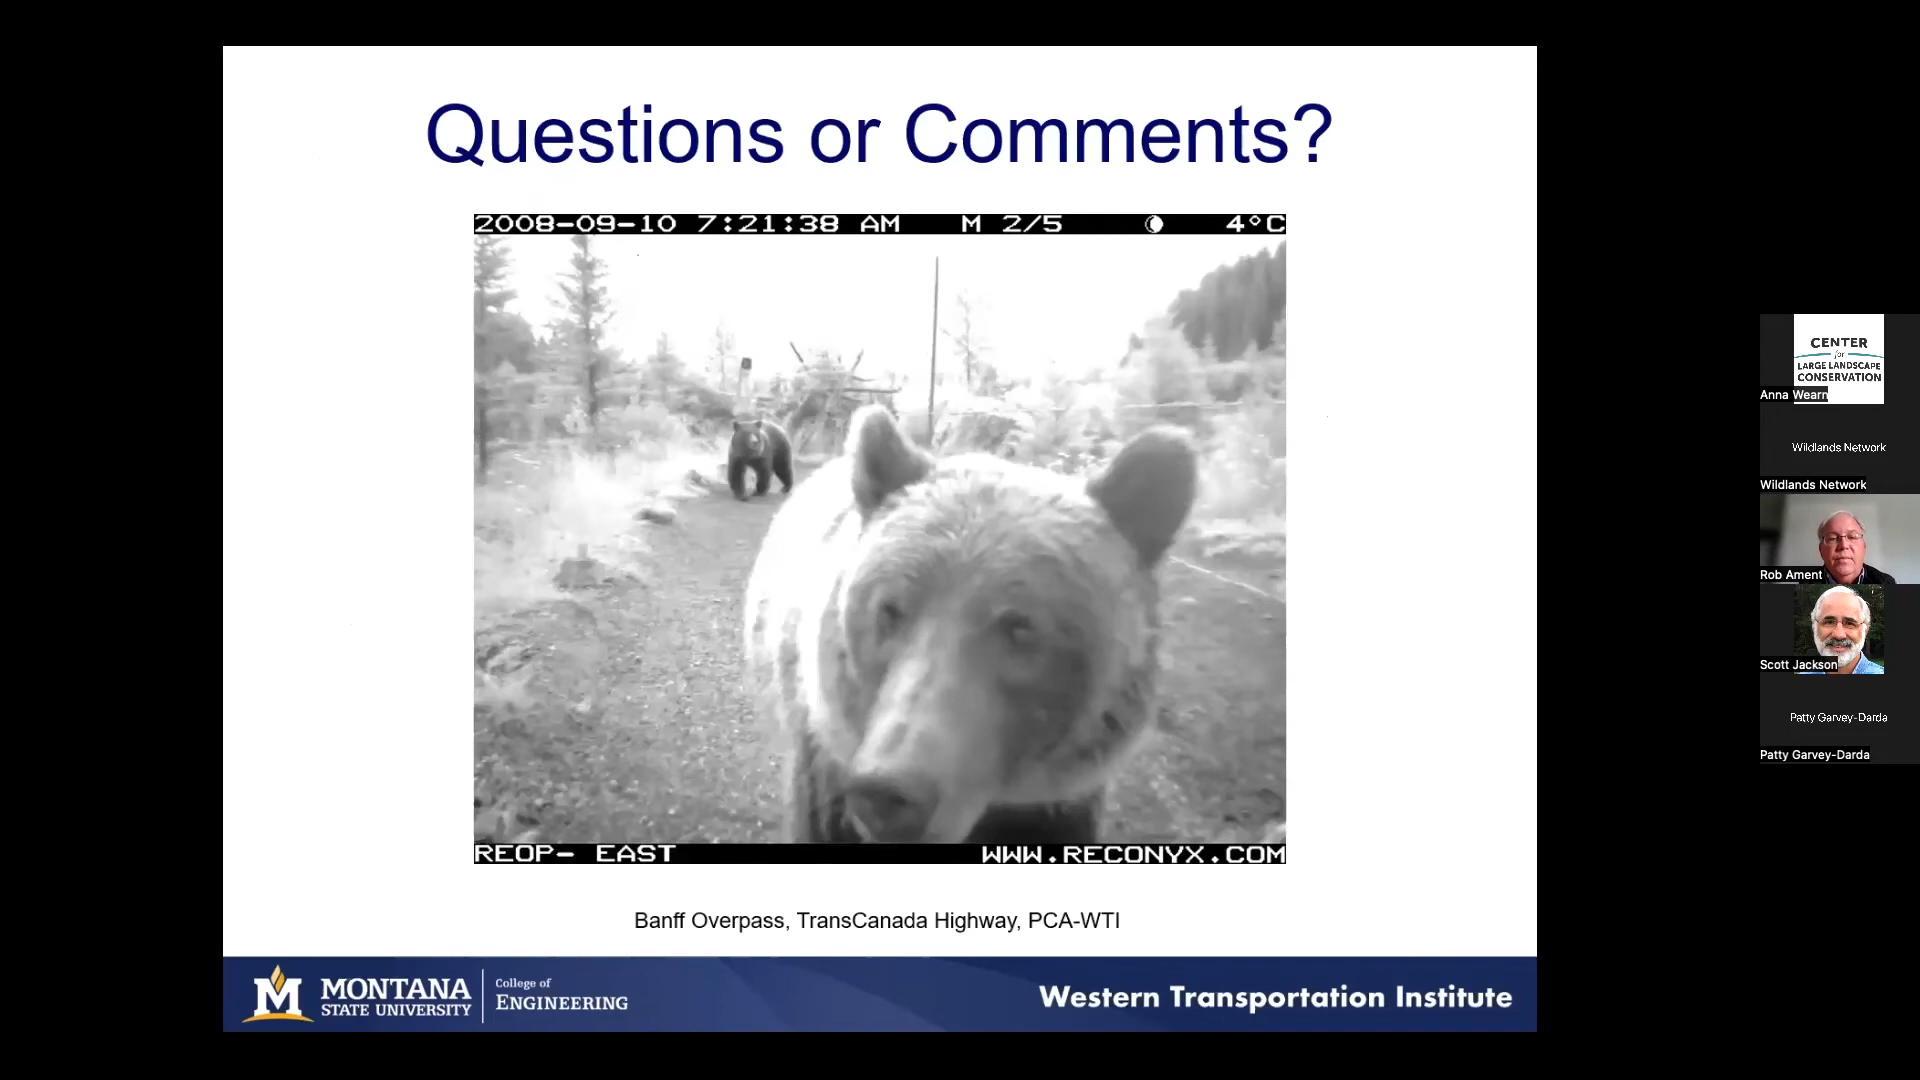 Questions or Comments?
2008-09-10 7:21:38 AM M 2/5 4°C
REOP- EAST WWW.RECONYX.COM
Banff Overpass, TransCanada Highway, PCA-WTI
M MONTANA
STATE UNIVERSITY
College of
ENGINEERING
Western Transportation Institute
CENTER
for
LARGE LANDSCAPE
CONSERVATION
Anna Wearn
Wildlands Network
Wildlands Network
Rob Ament
Scott Jackson
Patty Garvey-Darda
Patty Garvey-Darda